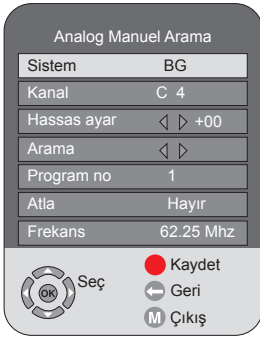 Analog Manuel Arama
Sistem BG
Kanal C 4
Hassas ayar +00
Arama
Program no 1
Atla Hayır
Frekans 62.25 Mhz
Kaydet
OK Seç
Geri
M Çıkış